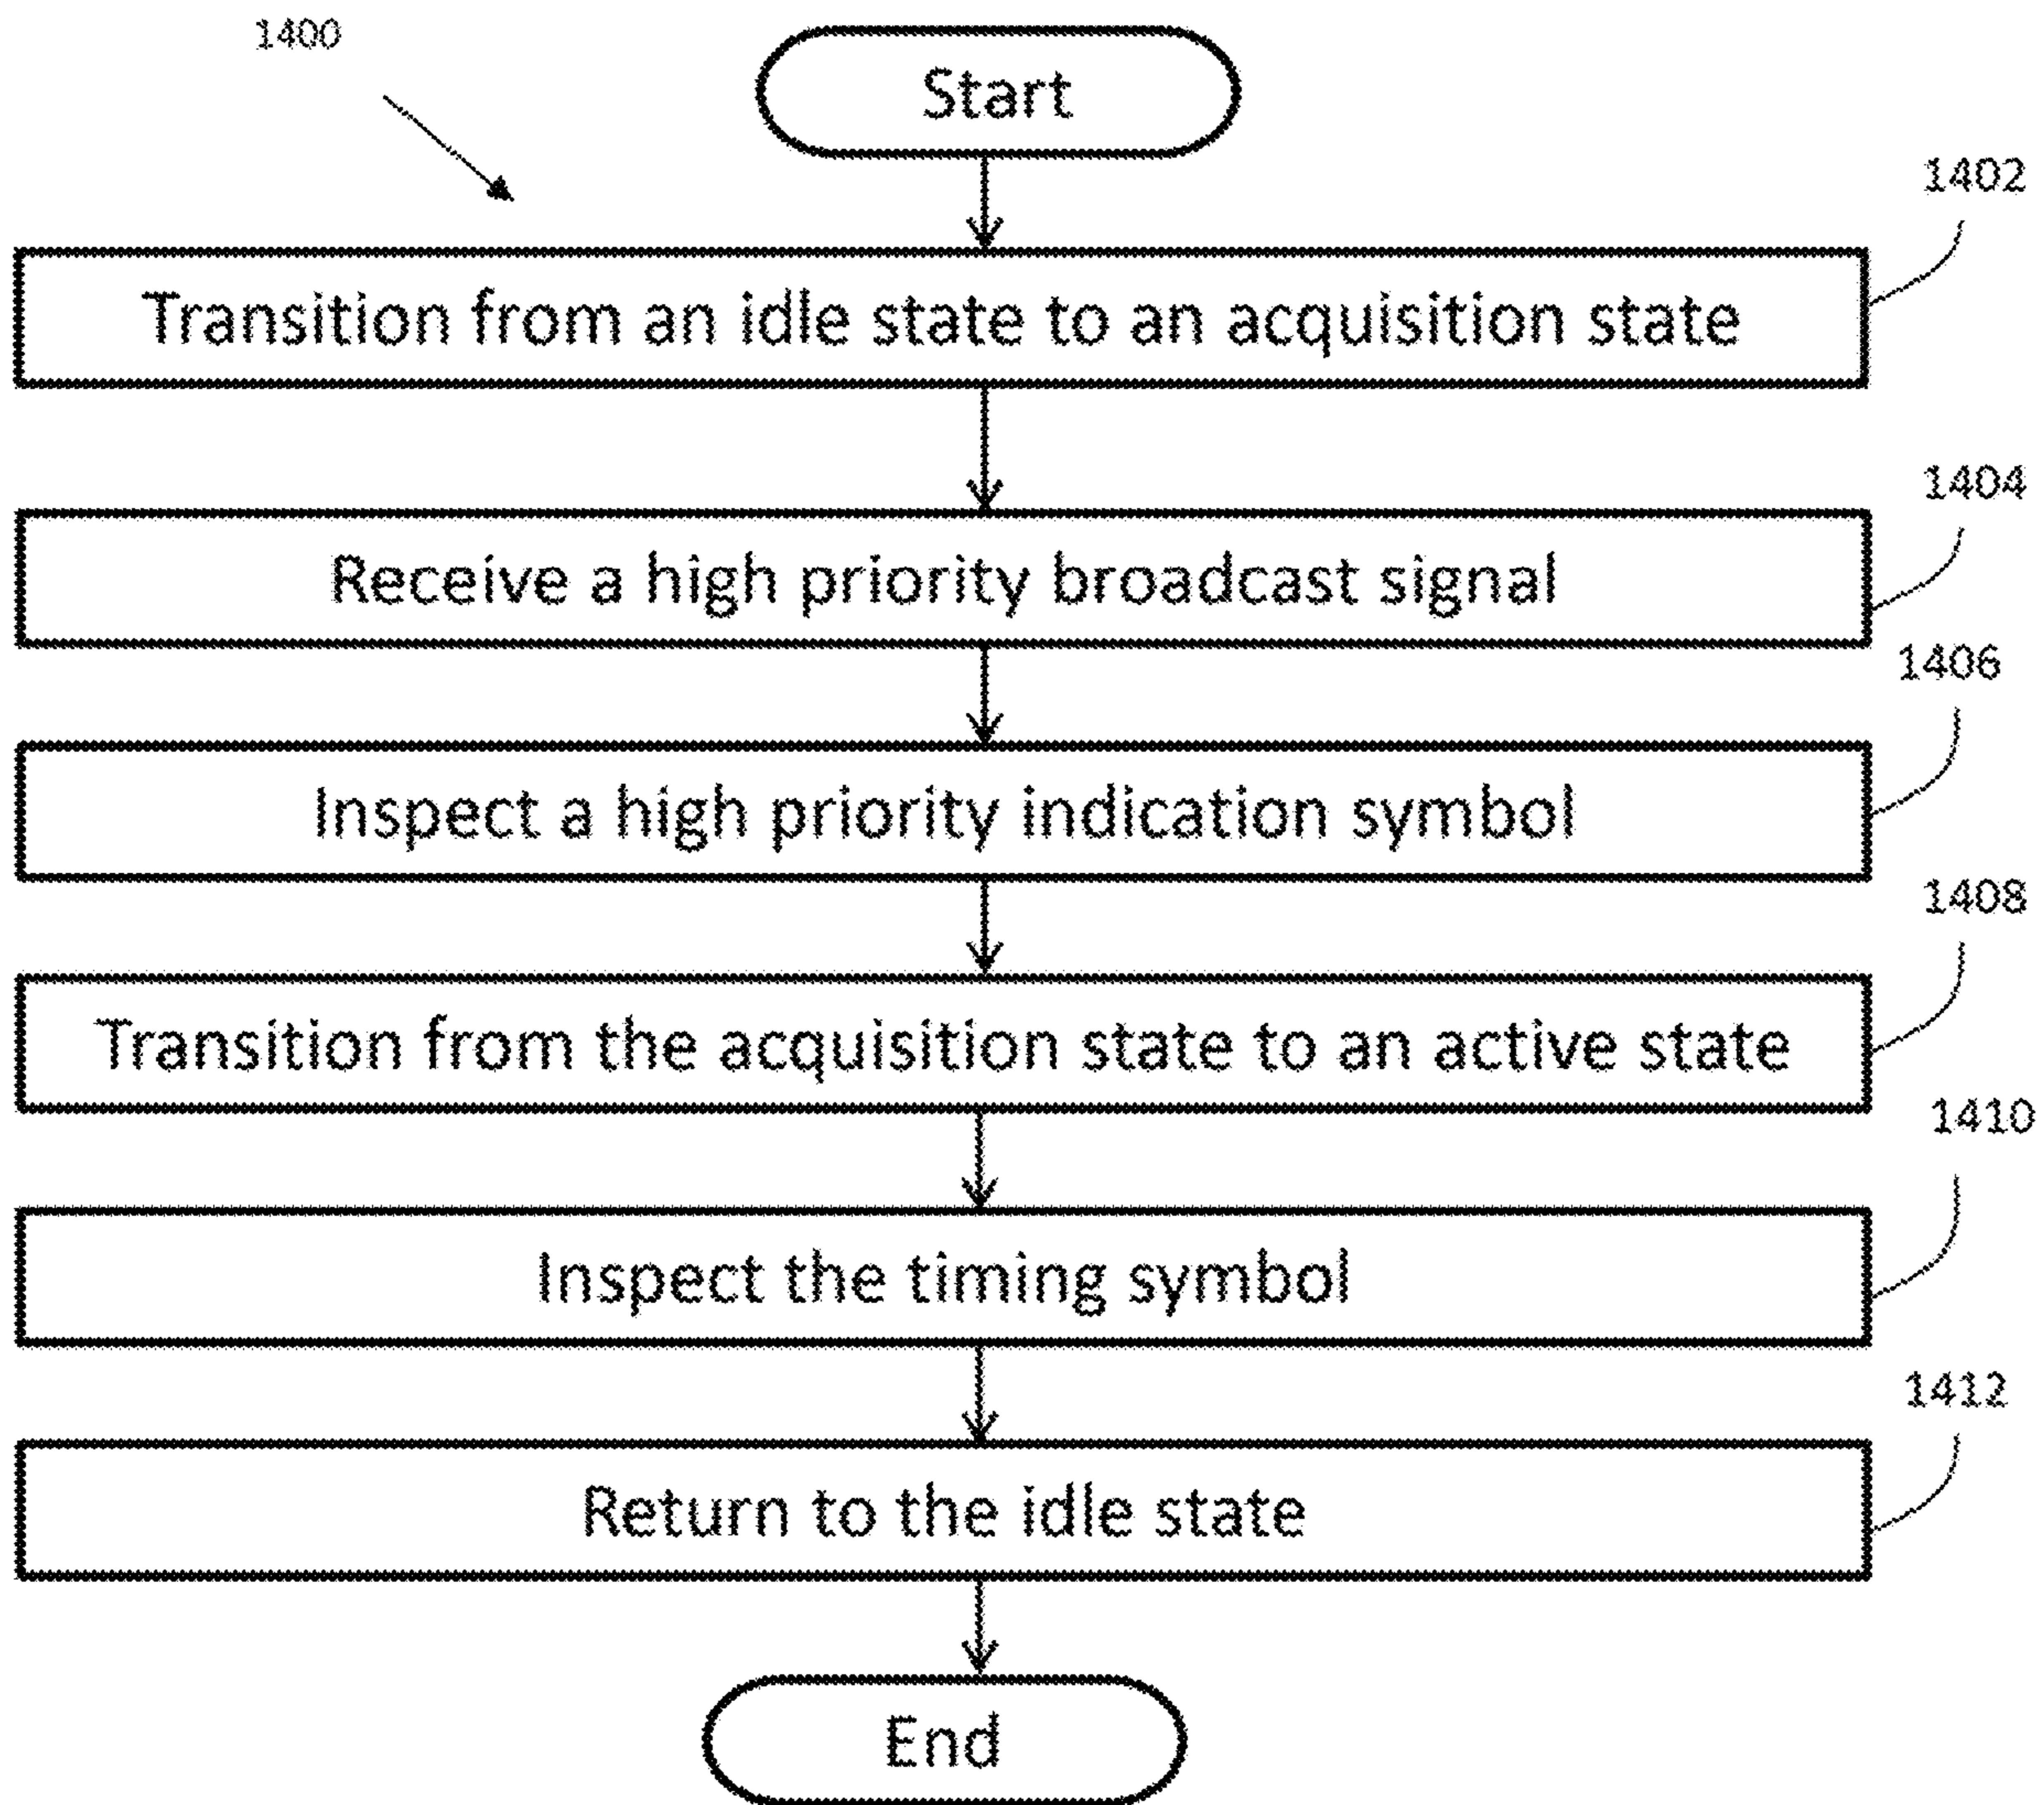 1400
Start
1402
Transition from an idle state to an acquisition state
1404
Receive a high priority broadcast signal
1406
Inspect a high priority indication symbol
1408
Transition from the acquisition state to an active state
1410
Inspect the timing symbol
1412
Return to the idle state
End